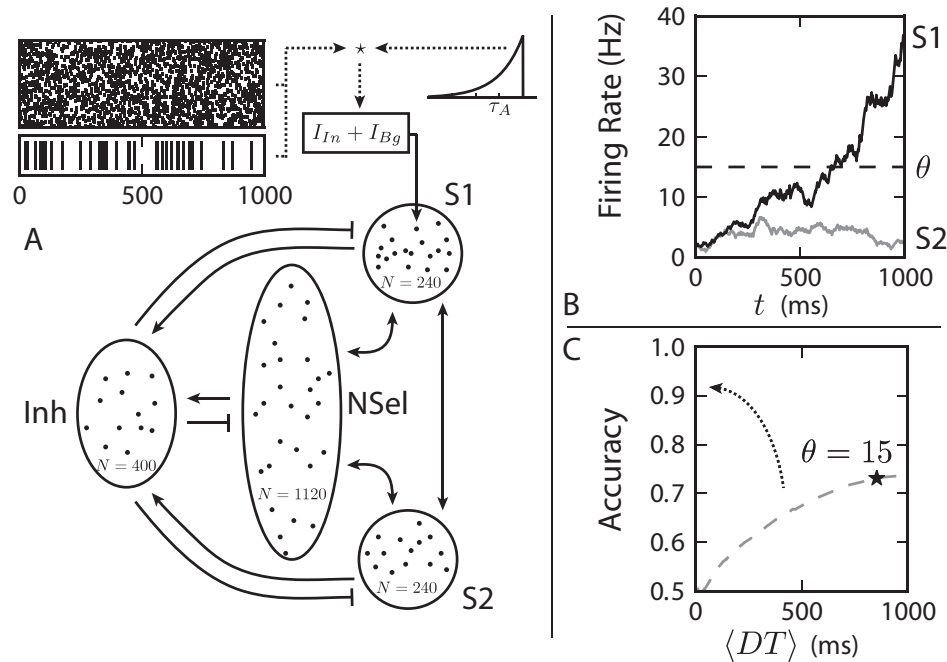 ⋆
τ_A
I_{In} + I_{Bg}
0 500 1000
S1
A
N = 240
Inh
N = 400
NSel
N = 1120
N = 240
S2
40
30
20
10
0
Firing Rate (Hz)
S1
θ
S2
0 500 1000
t (ms)
B
C
1.0
0.9
0.8
0.7
0.6
0.5
Accuracy
θ = 15
0 500 1000
⟨DT⟩ (ms)